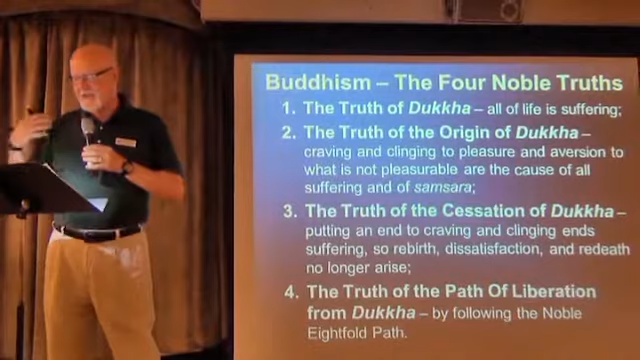 Buddhism – The Four Noble Truths
1. The Truth of Dukkha – all of life is suffering;
2. The Truth of the Origin of Dukkha –
craving and clinging to pleasure and aversion to
what is not pleasurable are the cause of all
suffering and of samsara;
3. The Truth of the Cessation of Dukkha –
putting an end to craving and clinging ends
suffering, so rebirth, dissatisfaction, and redeath
no longer arise;
4. The Truth of the Path Of Liberation
from Dukkha – by following the Noble
Eightfold Path.